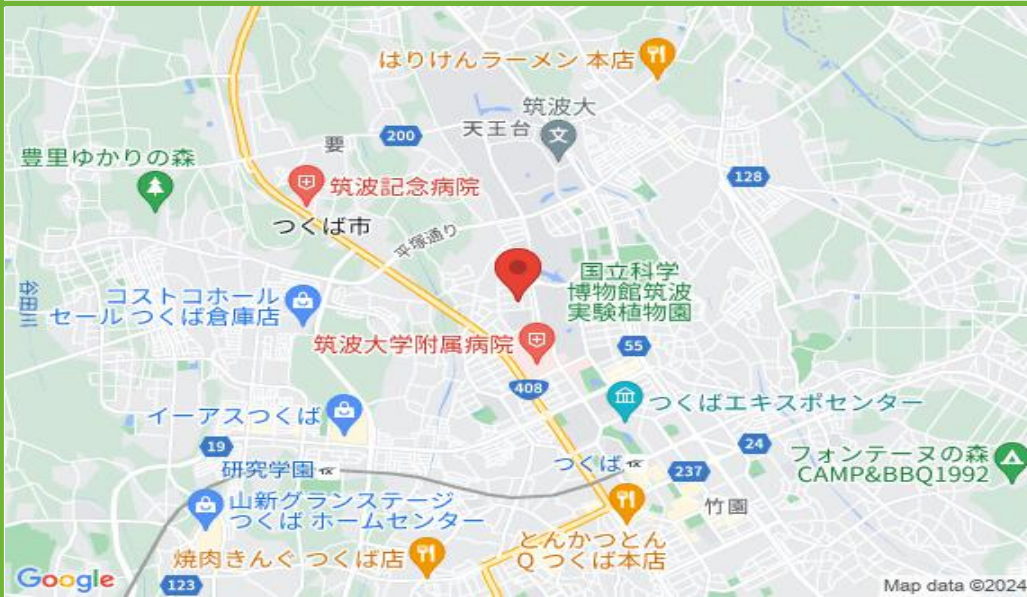 はりけんラーメン 本店
筑波大
天王台
文
要
200
豊里ゆかりの森
128
筑波記念病院
つくば市
平塚通り
国立科学
博物館筑波
実験植物園
谷田川
コストコホール
セール つくば倉庫店
筑波大学附属病院
55
408
つくばエキスポセンター
イーアスつくば
19
24
研究学園
つくば
237
フォンテーヌの森
CAMP&BBQ1992
山新グランステージ
つくば ホームセンター
竹園
とんかつとん
Q つくば本店
焼肉きんぐ つくば店
Google
123
Map data ©2024